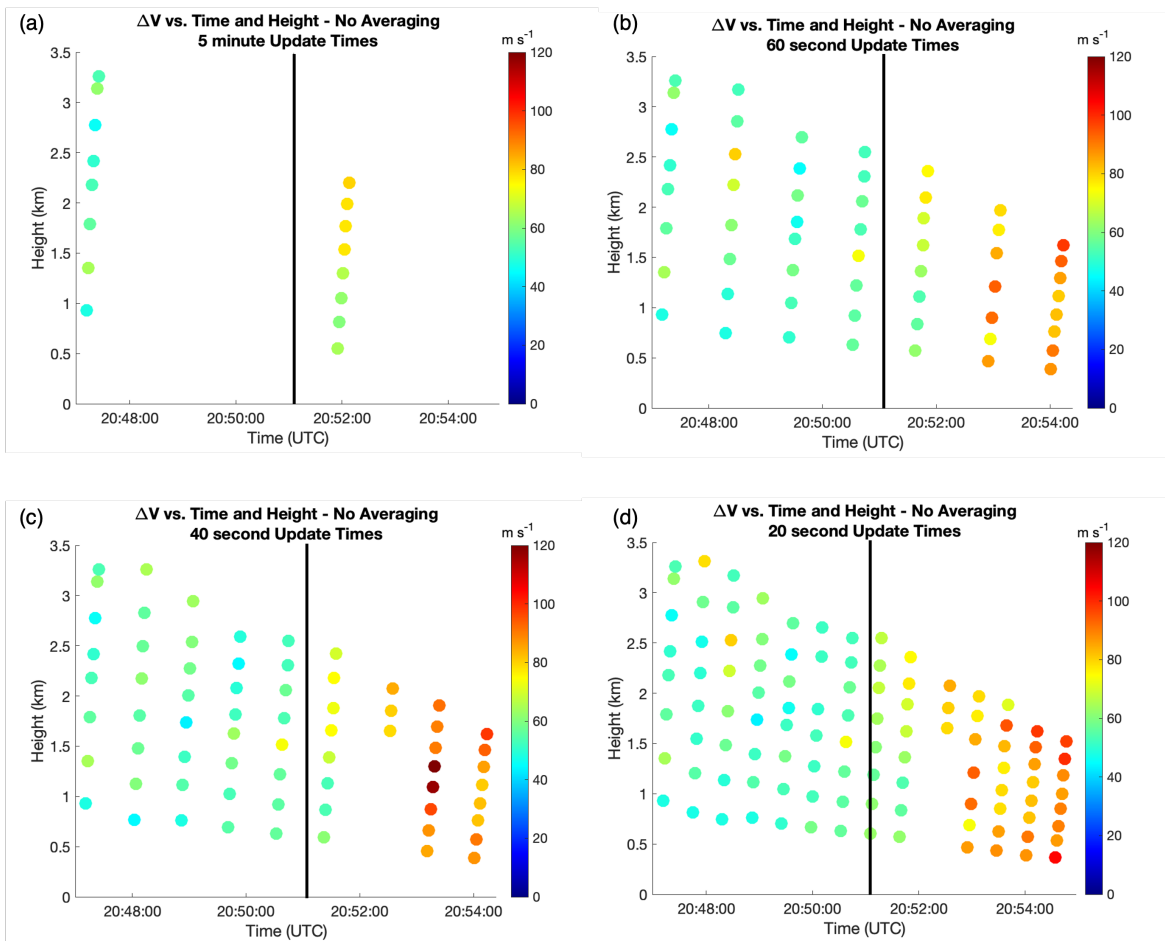 (a)
ΔV vs. Time and Height - No Averaging
5 minute Update Times
m s⁻¹
3.5
3
2.5
2
1.5
1
0.5
0
Height (km)
20:48:00 20:50:00 20:52:00 20:54:00
Time (UTC)
120
100
80
60
40
20
0
(b)
ΔV vs. Time and Height - No Averaging
60 second Update Times
m s⁻¹
3.5
3
2.5
2
1.5
1
0.5
0
Height (km)
20:48:00 20:50:00 20:52:00 20:54:00
Time (UTC)
120
100
80
60
40
20
0
(c)
ΔV vs. Time and Height - No Averaging
40 second Update Times
m s⁻¹
3.5
3
2.5
2
1.5
1
0.5
0
Height (km)
20:48:00 20:50:00 20:52:00 20:54:00
Time (UTC)
120
100
80
60
40
20
0
(d)
ΔV vs. Time and Height - No Averaging
20 second Update Times
m s⁻¹
3.5
3
2.5
2
1.5
1
0.5
0
Height (km)
20:48:00 20:50:00 20:52:00 20:54:00
Time (UTC)
120
100
80
60
40
20
0